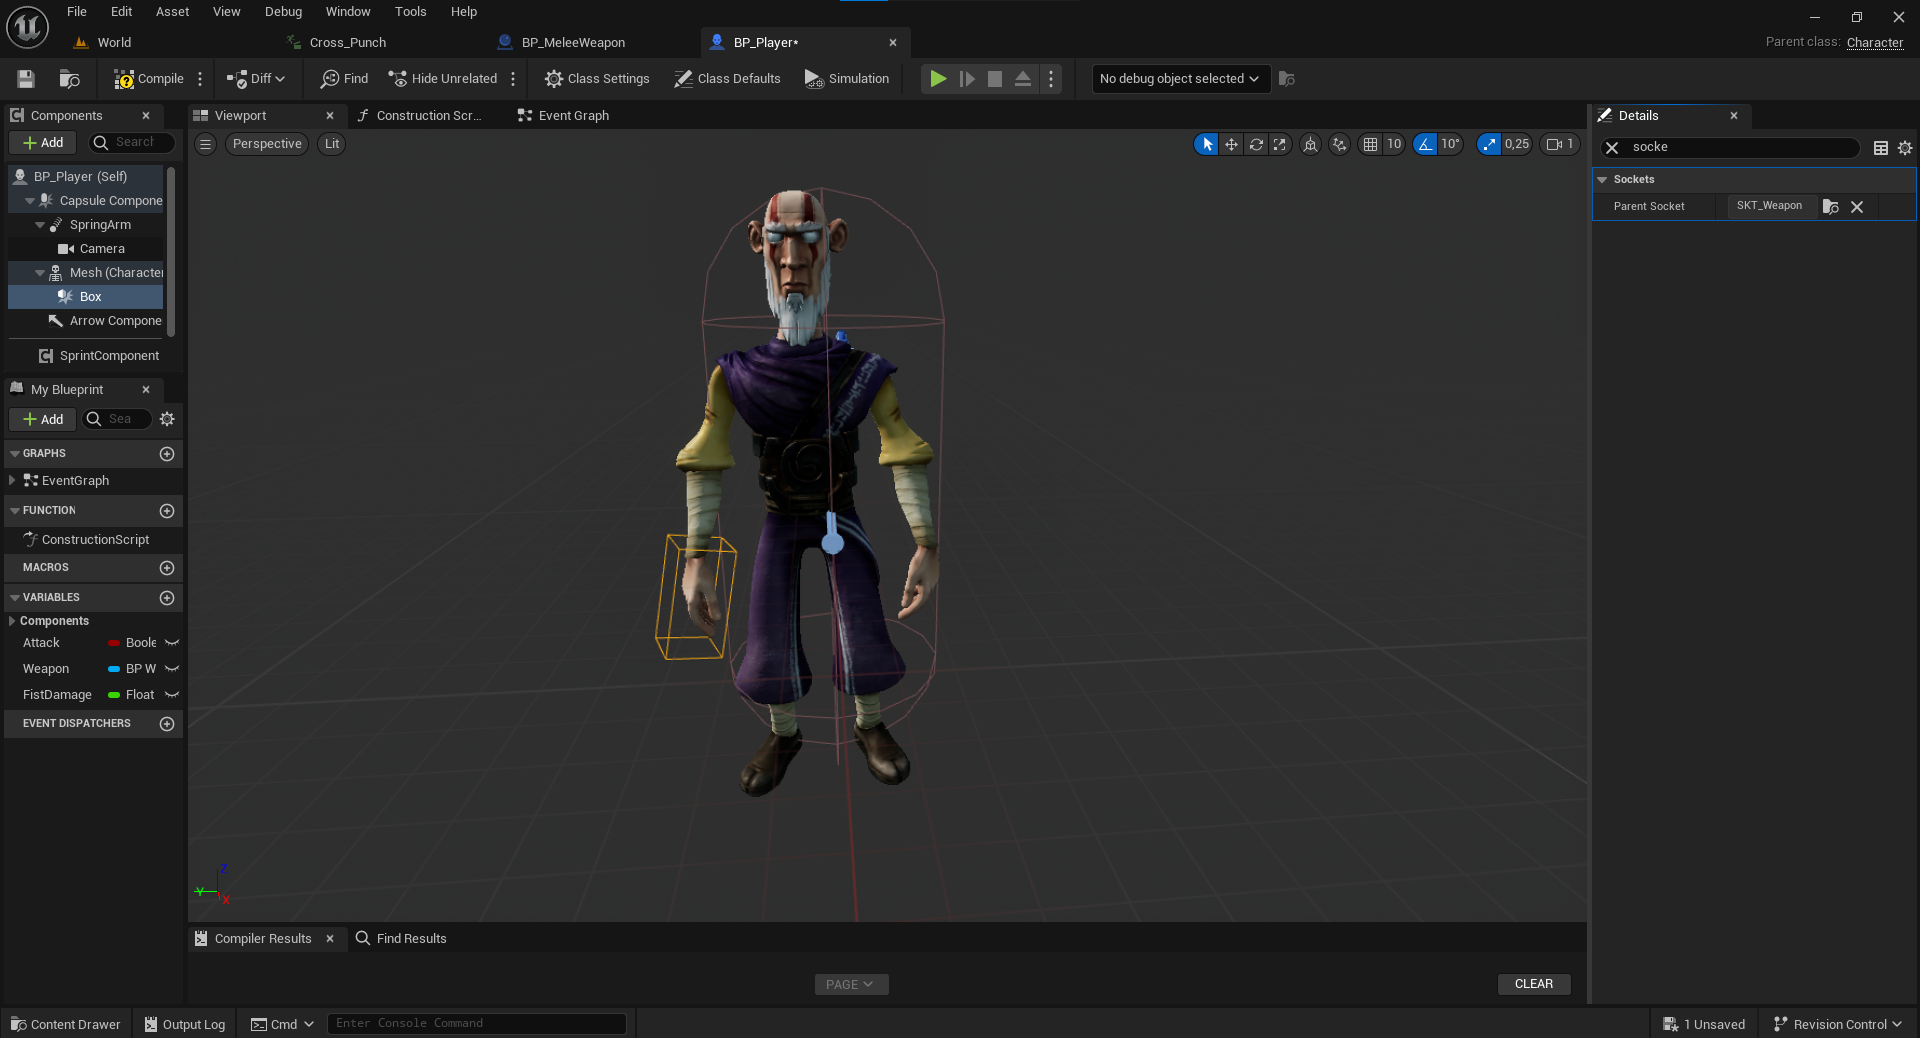 File Edit Asset View Debug Window Tools Help
World Cross_Punch BP_MeleeWeapon BP_Player*
Parent class: Character
Compile Diff Find Hide Unrelated Class Settings Class Defaults Simulation No debug object selected
Components Viewport Construction Scr... Event Graph Details
Add Search Perspective Lit 10 10° 0,25 1 socke
BP_Player (Self)
Capsule Compone
SpringArm
Camera
Mesh (Character
Box
Arrow Compone
SprintComponent
Sockets
Parent Socket SKT_Weapon
My Blueprint
Add Sea
GRAPHS
EventGraph
FUNCTION
ConstructionScript
MACROS
VARIABLES
Components
Attack Boole
Weapon BP W
FistDamage Float
EVENT DISPATCHERS
Z
Y
X
Compiler Results Find Results
PAGE CLEAR
Content Drawer Output Log Cmd Enter Console Command 1 Unsaved Revision Control